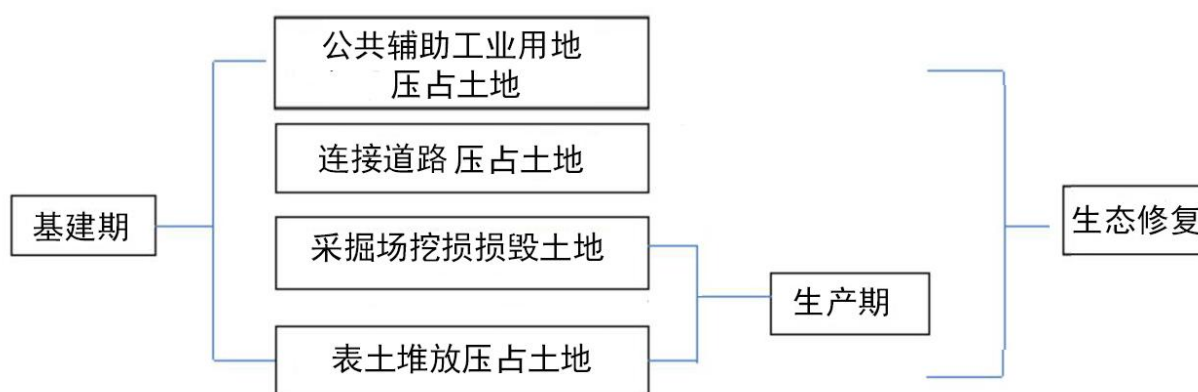 公共辅助工业用地
压占土地
连接道路 压占土地
基建期
生态修复
采掘场挖损损毁土地
生产期
表土堆放压占土地